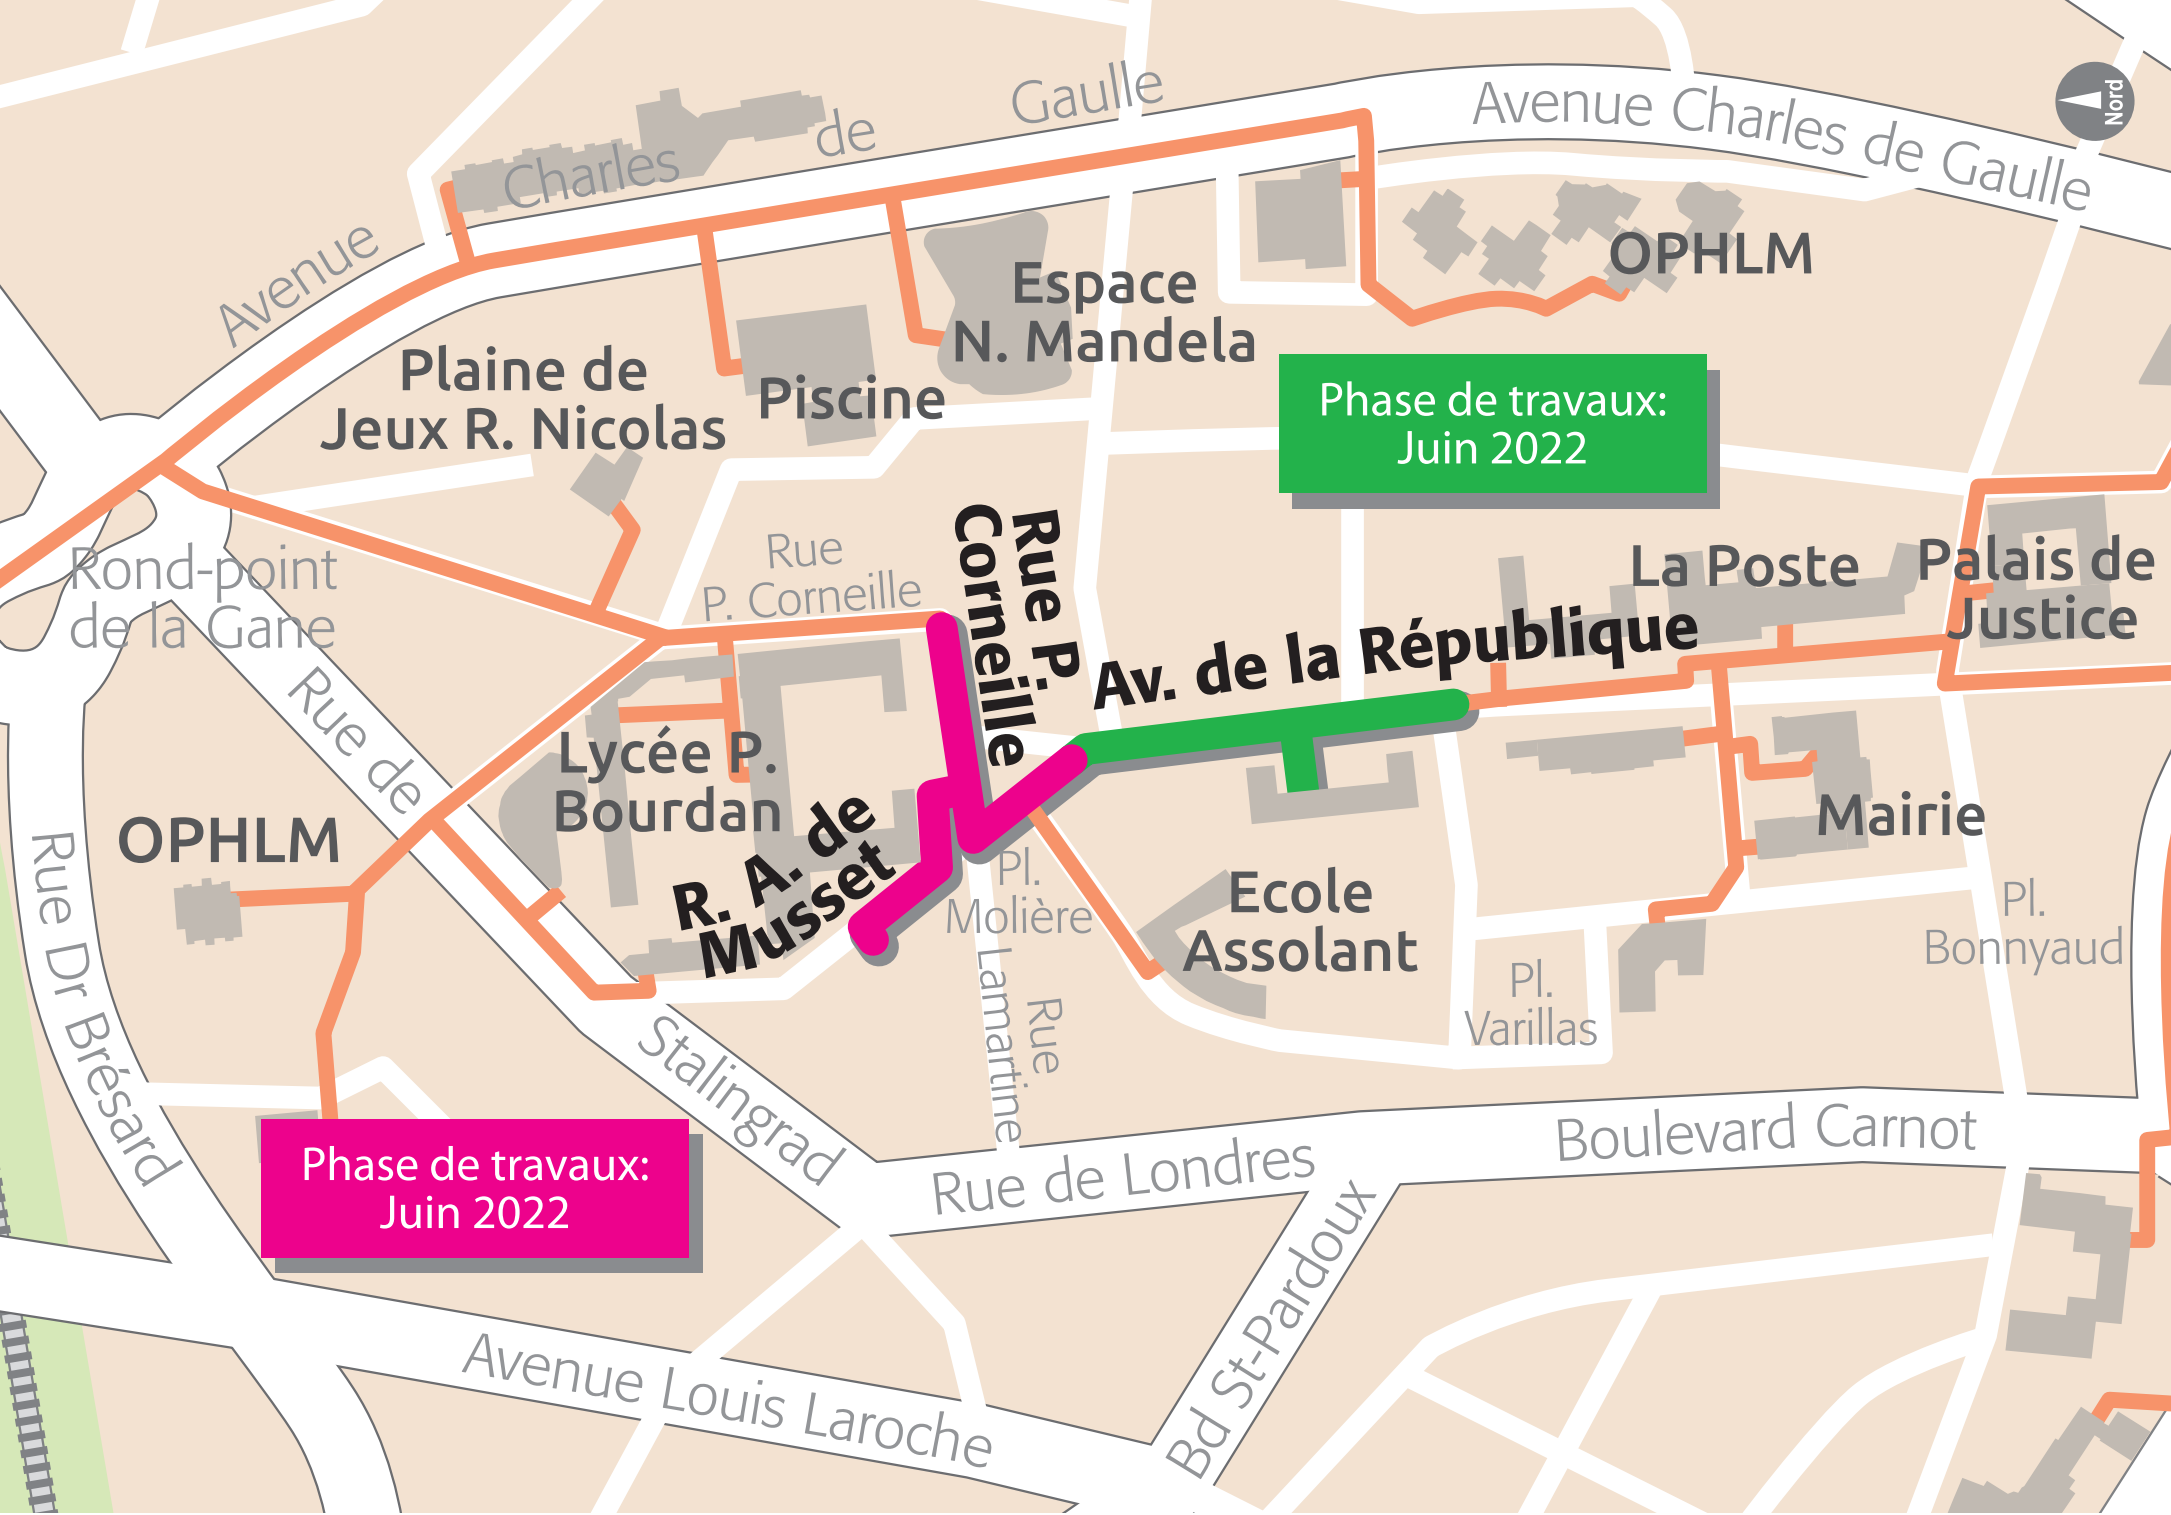 Avenue Charles de Gaulle
Avenue Charles de Gaulle
Nord
OPHLM
Espace
N. Mandela
Plaine de
Jeux R. Nicolas
Piscine
Phase de travaux:
Juin 2022
Rond-point
de la Gane
Rue
P. Corneille
Rue P.
Corneille
Av. de la République
La Poste
Palais de
Justice
Rue de Stalingrad
Lycée P.
Bourdan
OPHLM
R. A. de
Musset
Pl.
Molière
Ecole
Assolant
Mairie
Pl.
Bonnyaud
Pl.
Varillas
Rue
Lamartine
Rue Dr Brésard
Phase de travaux:
Juin 2022
Rue de Londres
Boulevard Carnot
Bd St-Pardoux
Avenue Louis Laroche